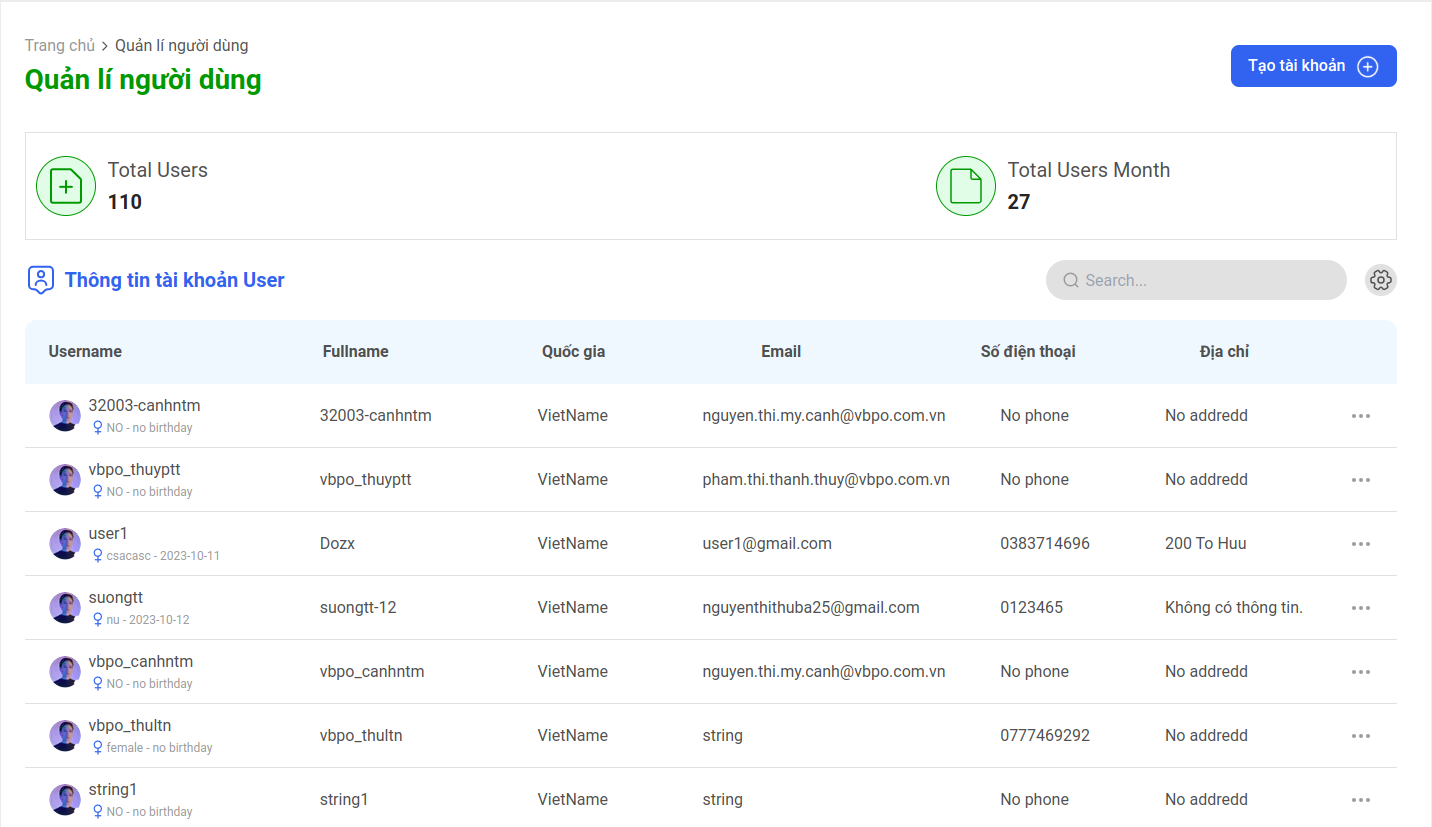 Trang chủ > Quản lí người dùng
Quản lí người dùng
Tạo tài khoản
Total Users
110
Total Users Month
27
Thông tin tài khoản User
Search...
Username Fullname Quốc gia Email Số điện thoại Địa chỉ
32003-canhntm
NO - no birthday
32003-canhntm VietName nguyen.thi.my.canh@vbpo.com.vn No phone No addredd
vbpo_thuyptt
NO - no birthday
vbpo_thuyptt VietName pham.thi.thanh.thuy@vbpo.com.vn No phone No addredd
user1
csacasc - 2023-10-11
Dozx VietName user1@gmail.com 0383714696 200 To Huu
suongtt
nu - 2023-10-12
suongtt-12 VietName nguyenthithuba25@gmail.com 0123465 Không có thông tin.
vbpo_canhntm
NO - no birthday
vbpo_canhntm VietName nguyen.thi.my.canh@vbpo.com.vn No phone No addredd
vbpo_thultn
female - no birthday
vbpo_thultn VietName string 0777469292 No addredd
string1
NO - no birthday
string1 VietName string No phone No addredd